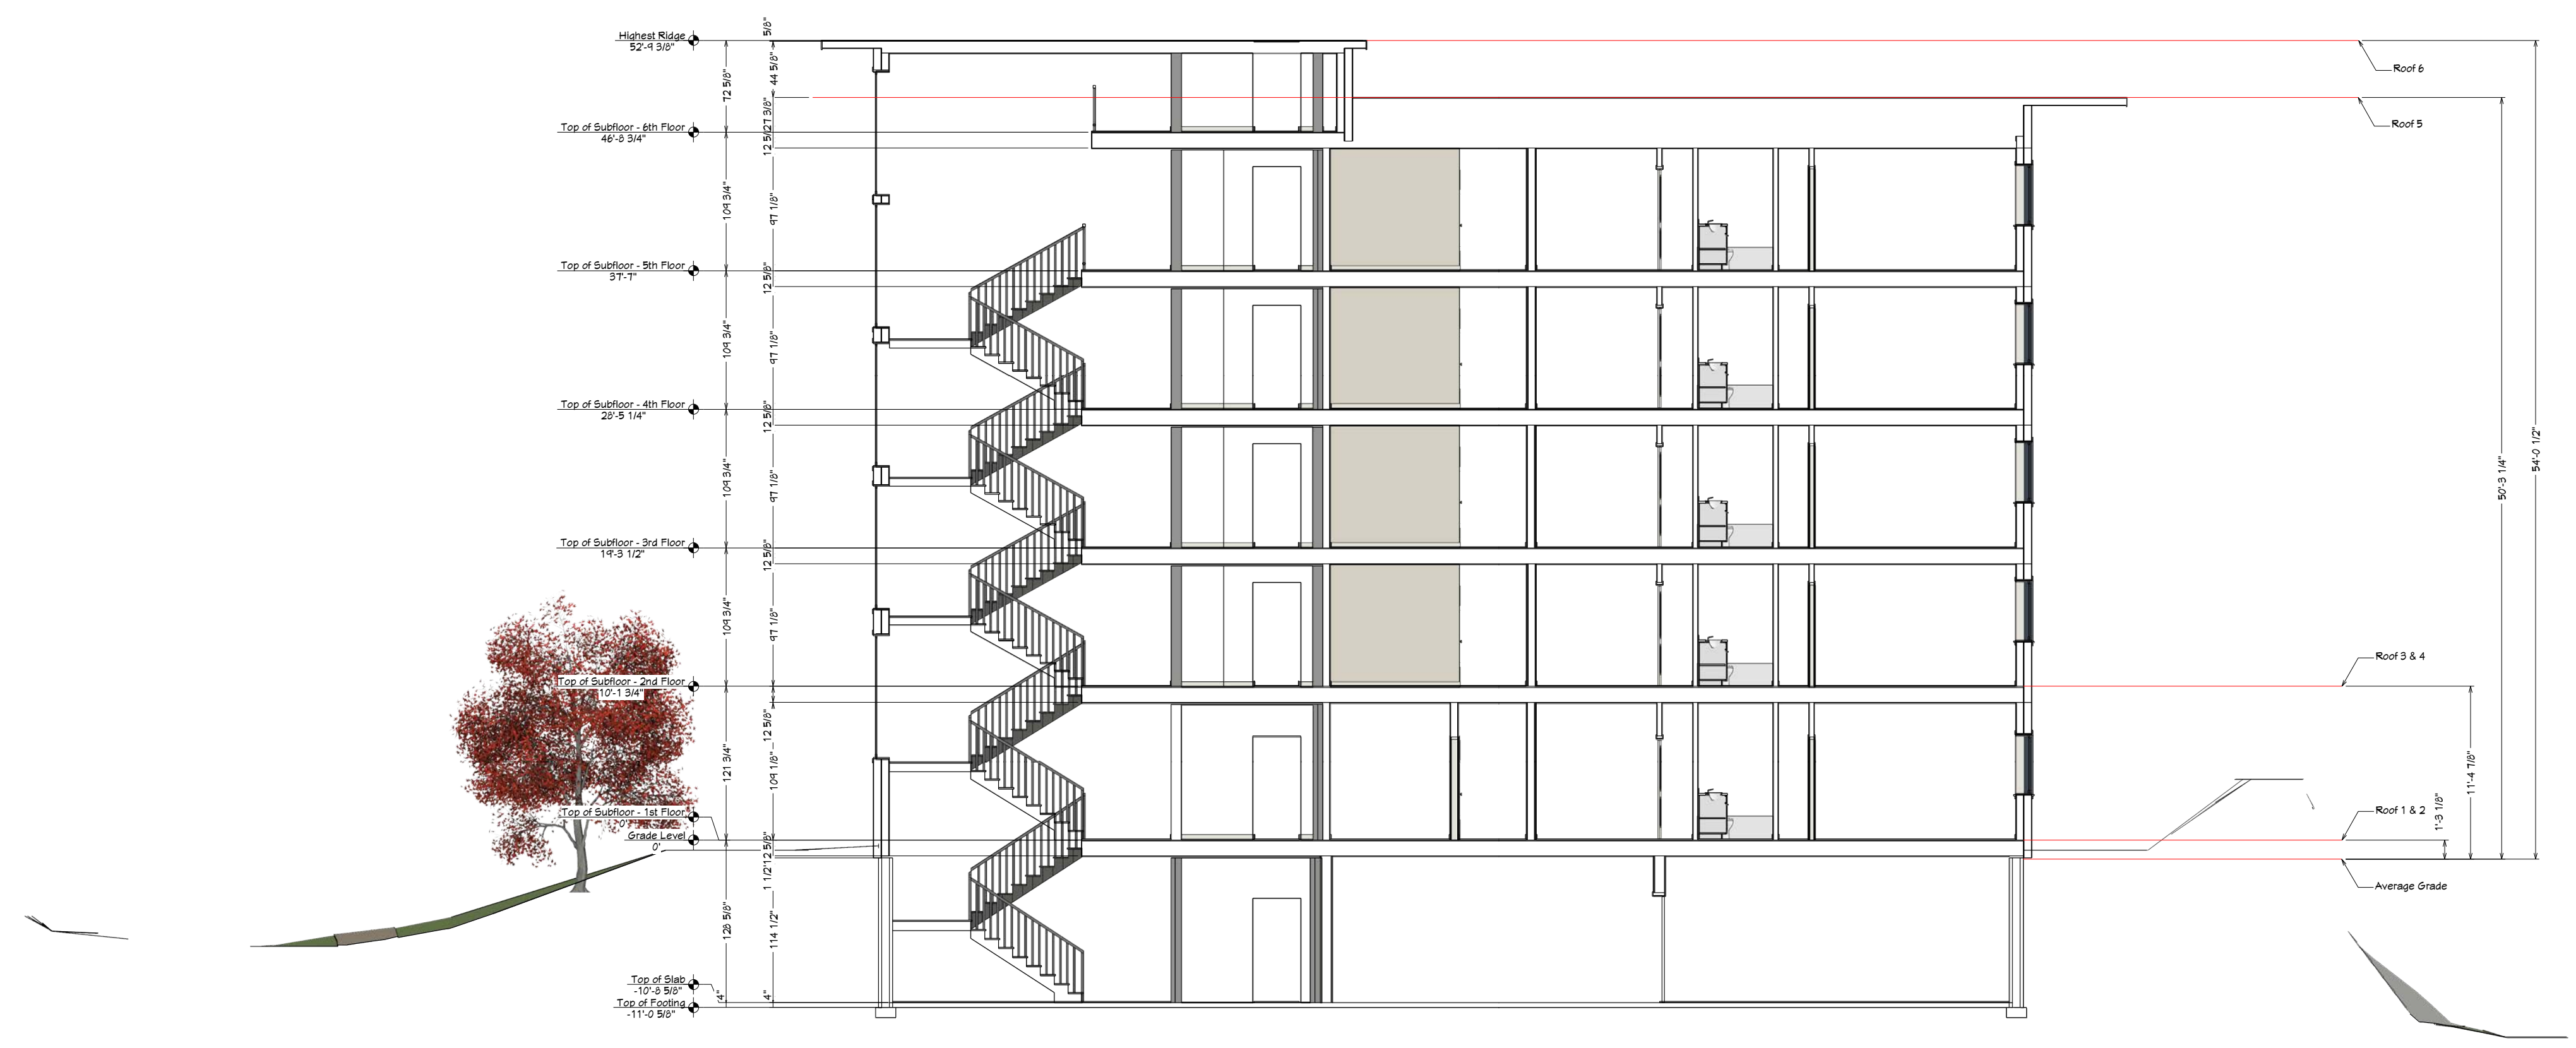 Highest Ridge
52'-9 3/8"
Top of Subfloor - 6th Floor
46'-8 3/4"
Top of Subfloor - 5th Floor
37'-7"
Top of Subfloor - 4th Floor
28'-5 1/4"
Top of Subfloor - 3rd Floor
19'-3 1/2"
Top of Subfloor - 2nd Floor
10'-1 3/4"
Top of Subfloor - 1st Floor
0'
Grade Level
0'
Top of Slab
-10'-8 5/8"
Top of Footing
-11'-0 5/8"
72 5/8"
109 3/4"
109 3/4"
109 3/4"
109 3/4"
121 3/4"
128 5/8"
4"
5/8"
44 5/8"
27 3/8"
12 5/8"
97 1/8"
12 5/8"
97 1/8"
12 5/8"
97 1/8"
12 5/8"
97 1/8"
12 5/8"
109 1/8"
12 5/8"
1 1/2"
114 1/2"
4"
Roof 6
Roof 5
Roof 3 & 4
Roof 1 & 2
Average Grade
1'-3 1/8"
11'-4 7/8"
50'-3 1/4"
54'-0 1/2"